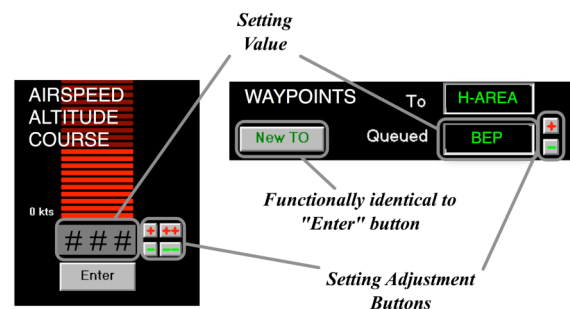 Setting
Value
AIRSPEED
ALTITUDE
COURSE
0 kts
###
+ ++
- --
Enter
WAYPOINTS
To
H-AREA
New TO
Queued
BEP
+
-
Functionally identical to
"Enter" button
Setting Adjustment
Buttons